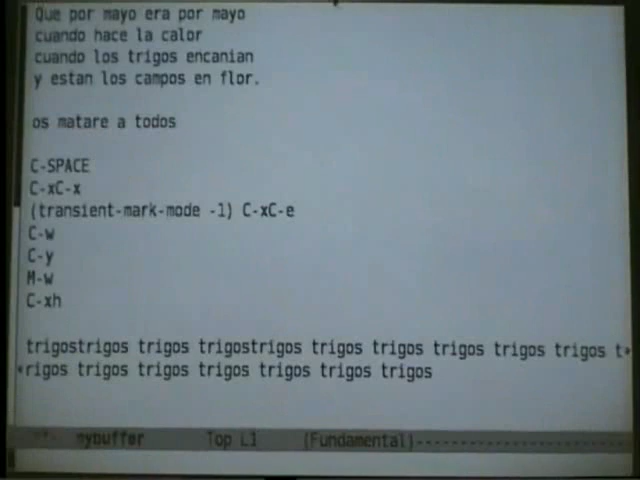 Que por mayo era por mayo
cuando hace la calor
cuando los trigos encanian
y estan los campos en flor.
os matare a todos
C-SPACE
C-xC-x
(transient-mark-mode -1) C-xC-e
C-w
C-y
M-w
C-xh
trigostrigos trigos trigostrigos trigos trigos trigos trigos trigos t
rigos trigos trigos trigos trigos trigos trigos
mybuffer Top L1 (Fundamental)----------------------